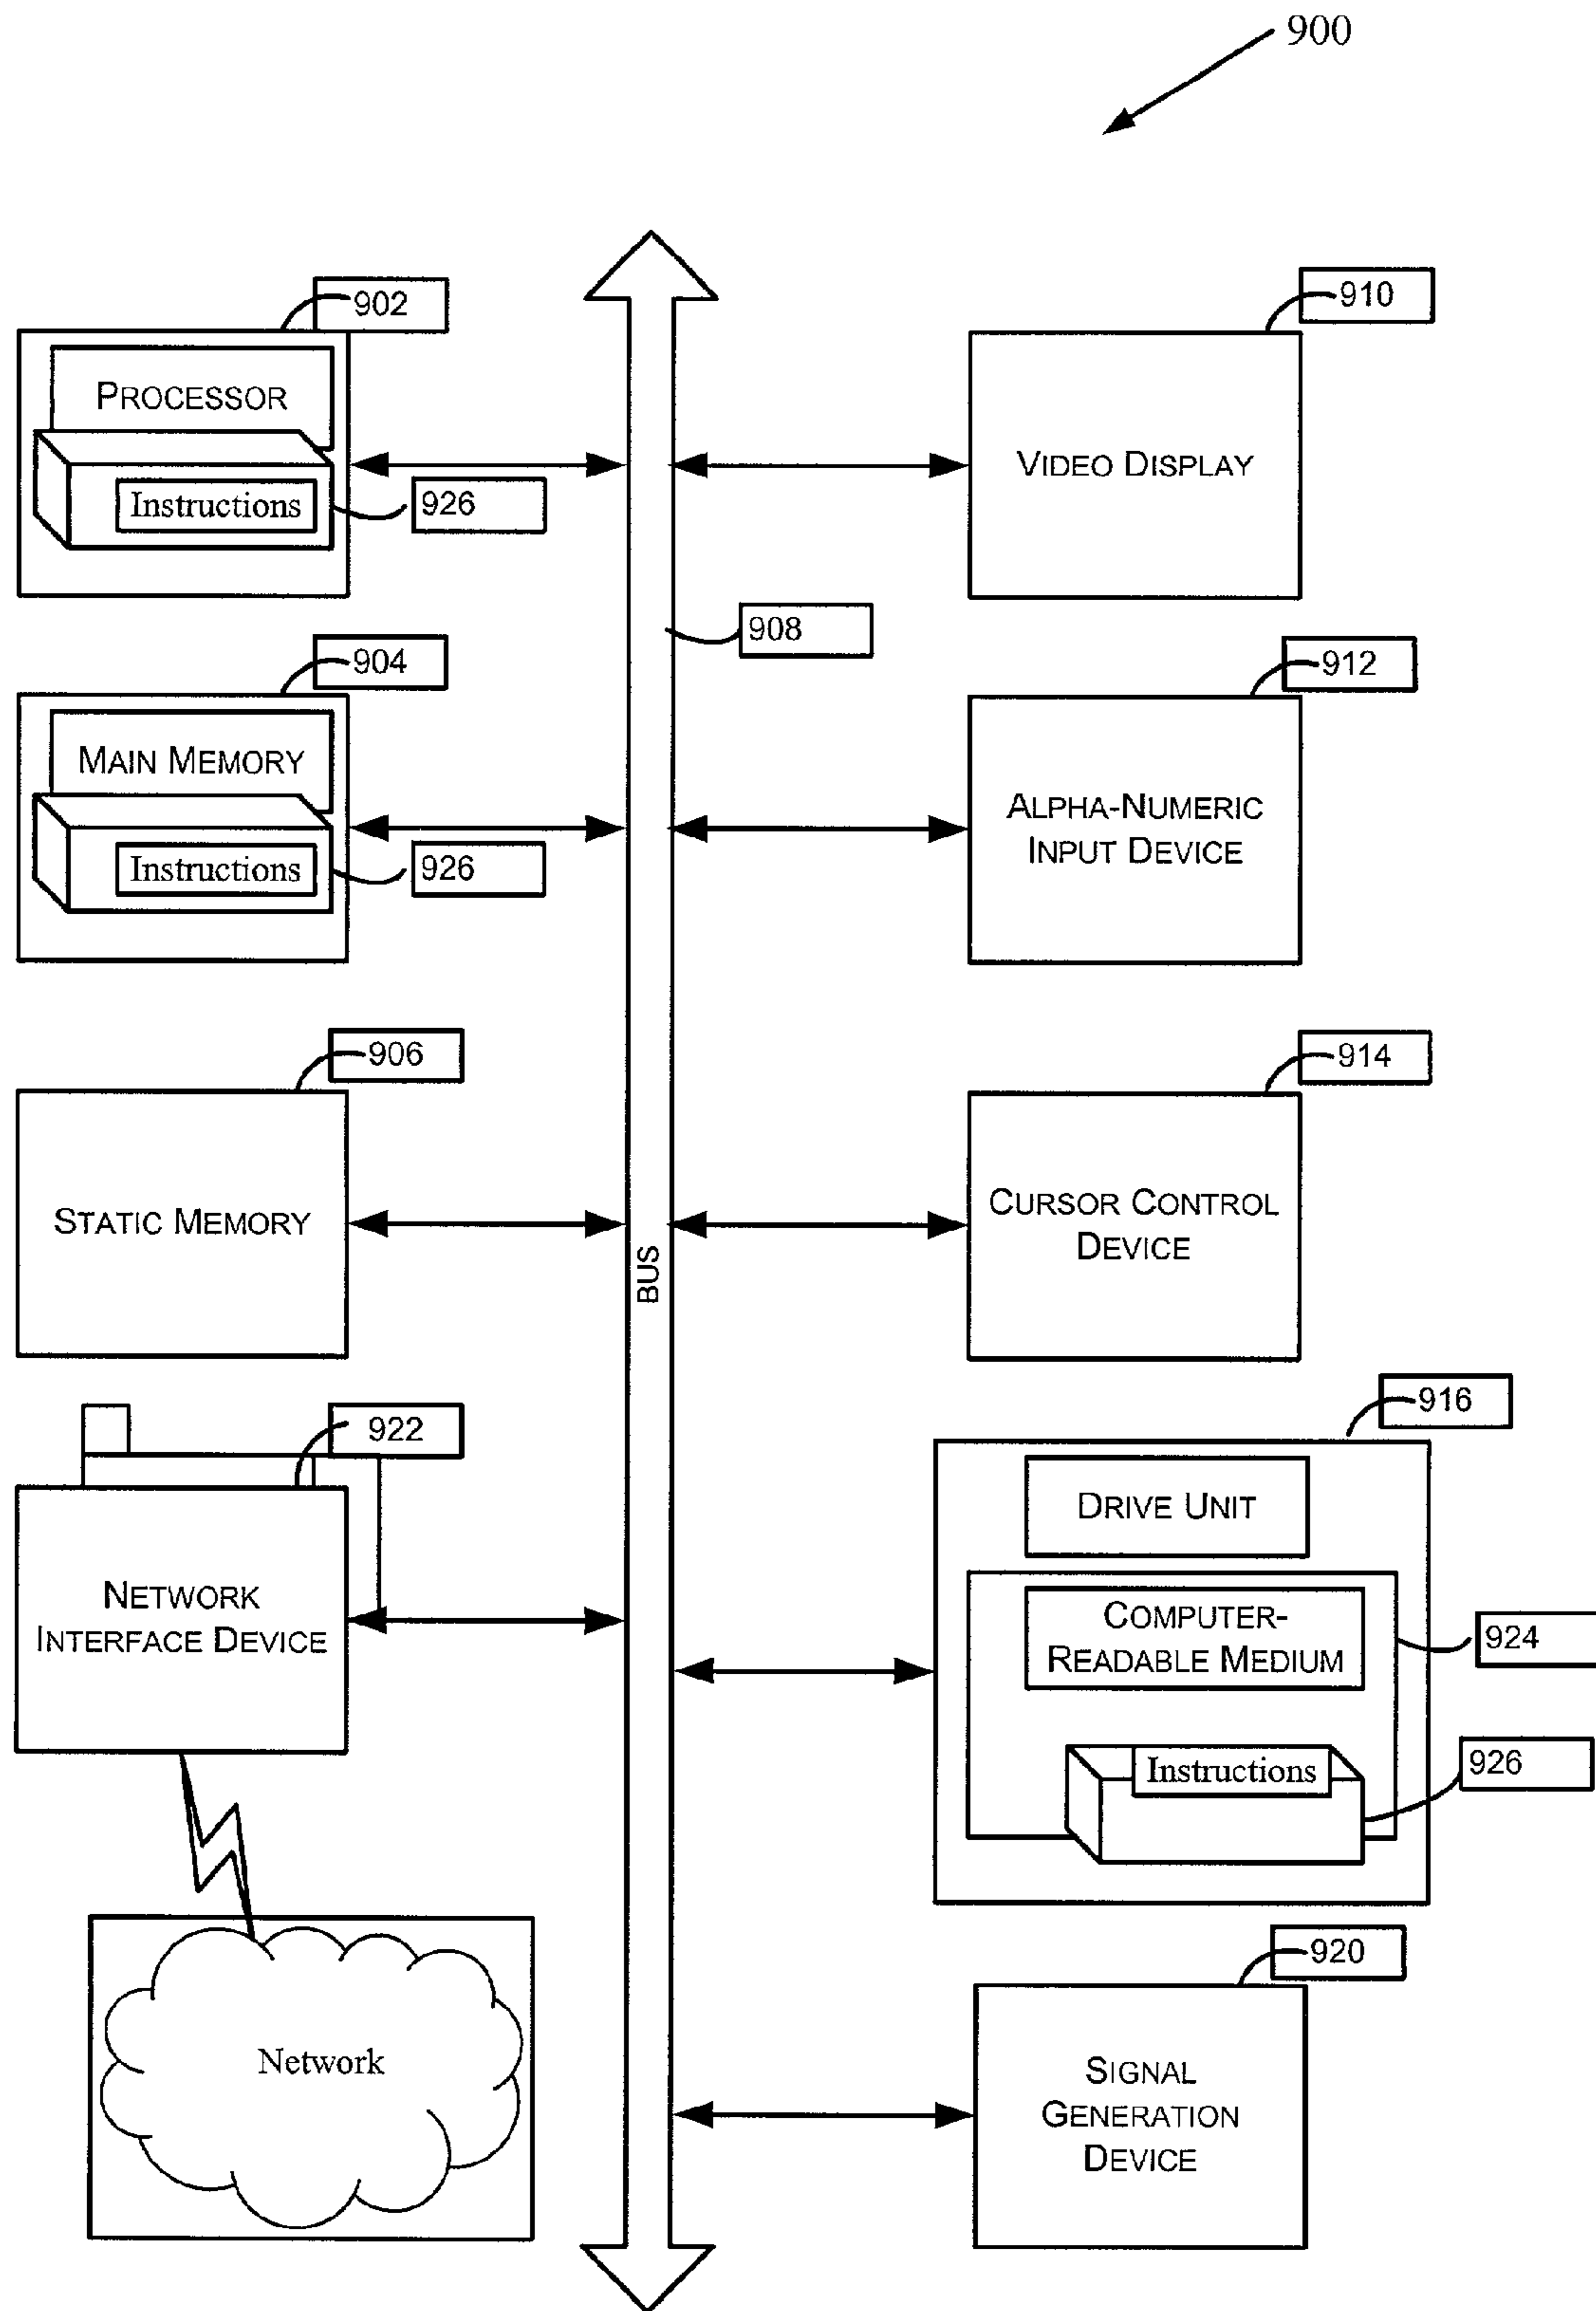 900
902
PROCESSOR
Instructions
926
904
MAIN MEMORY
Instructions
926
906
STATIC MEMORY
922
NETWORK
INTERFACE DEVICE
Network
908
BUS
910
VIDEO DISPLAY
912
ALPHA-NUMERIC
INPUT DEVICE
914
CURSOR CONTROL
DEVICE
916
DRIVE UNIT
COMPUTER-
READABLE MEDIUM
924
Instructions
926
920
SIGNAL
GENERATION
DEVICE